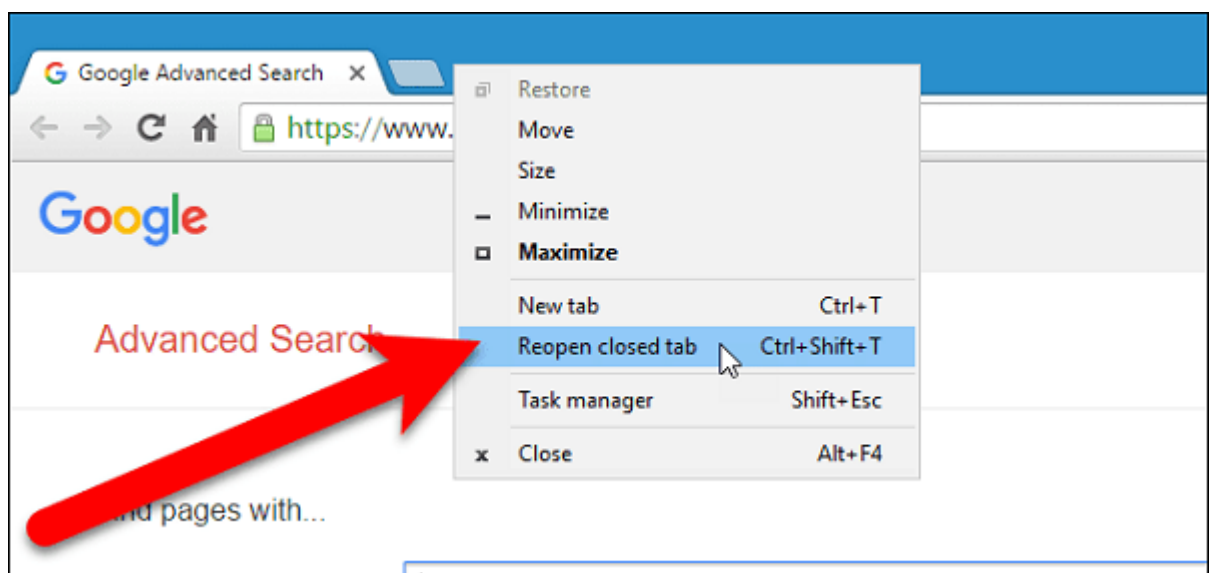 Google Advanced Search
https://www.
Google
Advanced Search
pages with...
Restore
Move
Size
Minimize
Maximize
New tab Ctrl+T
Reopen closed tab Ctrl+Shift+T
Task manager Shift+Esc
Close Alt+F4